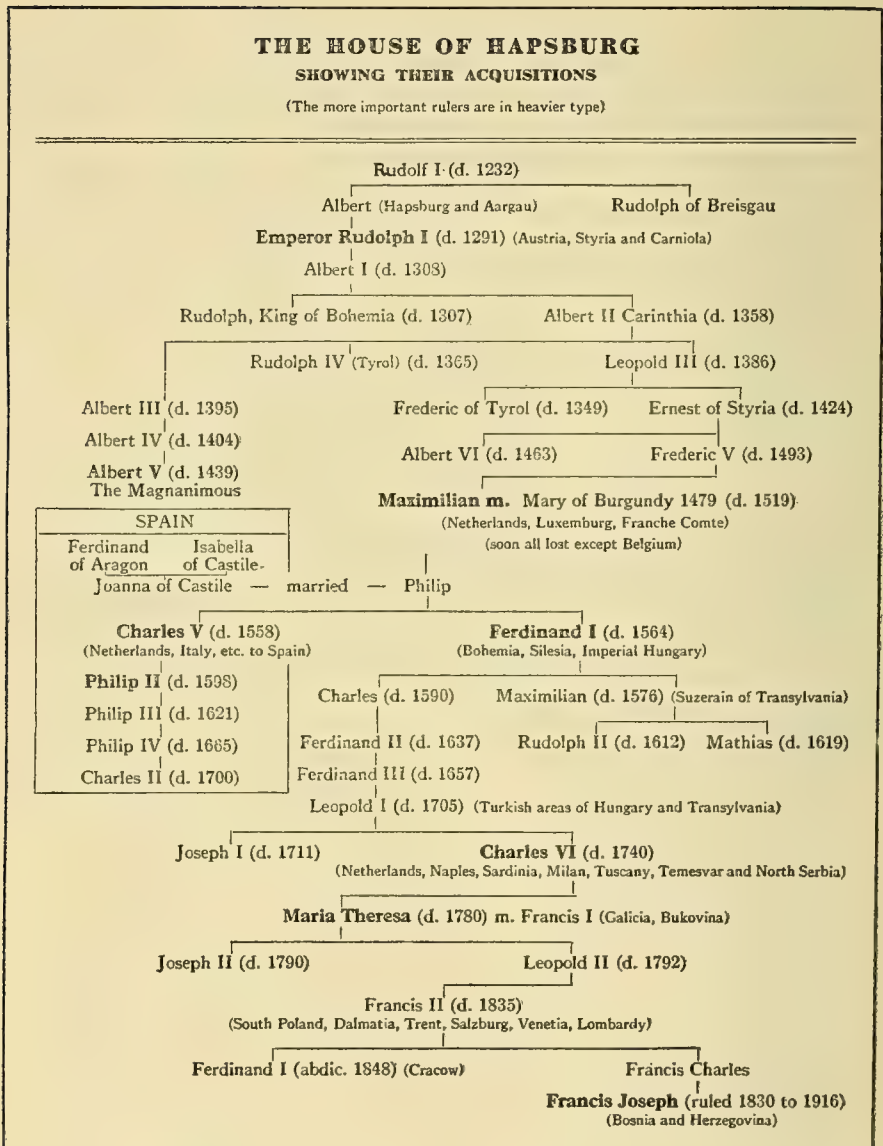 THE HOUSE OF HAPSBURG
SHOWING THEIR ACQUISITIONS
(The more important rulers are in heavier type)
Rudolf I (d. 1232)
Albert (Hapsburg and Aargau) Rudolph of Breisgau
Emperor Rudolph I (d. 1291) (Austria, Styria and Carniola)
Albert I (d. 1308)
Rudolph, King of Bohemia (d. 1307) Albert II Carinthia (d. 1358)
Rudolph IV (Tyrol) (d. 1365) Leopold III (d. 1386)
Albert III (d. 1395) Frederic of Tyrol (d. 1349) Ernest of Styria (d. 1424)
Albert IV (d. 1404)
Albert VI (d. 1463) Frederic V (d. 1493)
Albert V (d. 1439)
The Magnanimous
Maximilian m. Mary of Burgundy 1479 (d. 1519)
(Netherlands, Luxemburg, Franche Comte)
(soon all lost except Belgium)
SPAIN
Ferdinand of Aragon Isabella of Castile
Joanna of Castile — married — Philip
Charles V (d. 1558) Ferdinand I (d. 1564)
(Netherlands, Italy, etc. to Spain) (Bohemia, Silesia, Imperial Hungary)
Philip II (d. 1598)
Charles (d. 1590) Maximilian (d. 1576) (Suzerain of Transylvania)
Philip III (d. 1621)
Philip IV (d. 1665) Ferdinand II (d. 1637) Rudolph II (d. 1612) Mathias (d. 1619)
Charles II (d. 1700) Ferdinand III (d. 1657)
Leopold I (d. 1705) (Turkish areas of Hungary and Transylvania)
Joseph I (d. 1711) Charles VI (d. 1740)
(Netherlands, Naples, Sardinia, Milan, Tuscany, Temesvar and North Serbia)
Maria Theresa (d. 1780) m. Francis I (Galicia, Bukovina)
Joseph II (d. 1790) Leopold II (d. 1792)
Francis II (d. 1835)
(South Poland, Dalmatia, Trent, Salzburg, Venetia, Lombardy)
Ferdinand I (abdic. 1848) (Cracow) Francis Charles
Francis Joseph (ruled 1830 to 1916)
(Bosnia and Herzegovina)